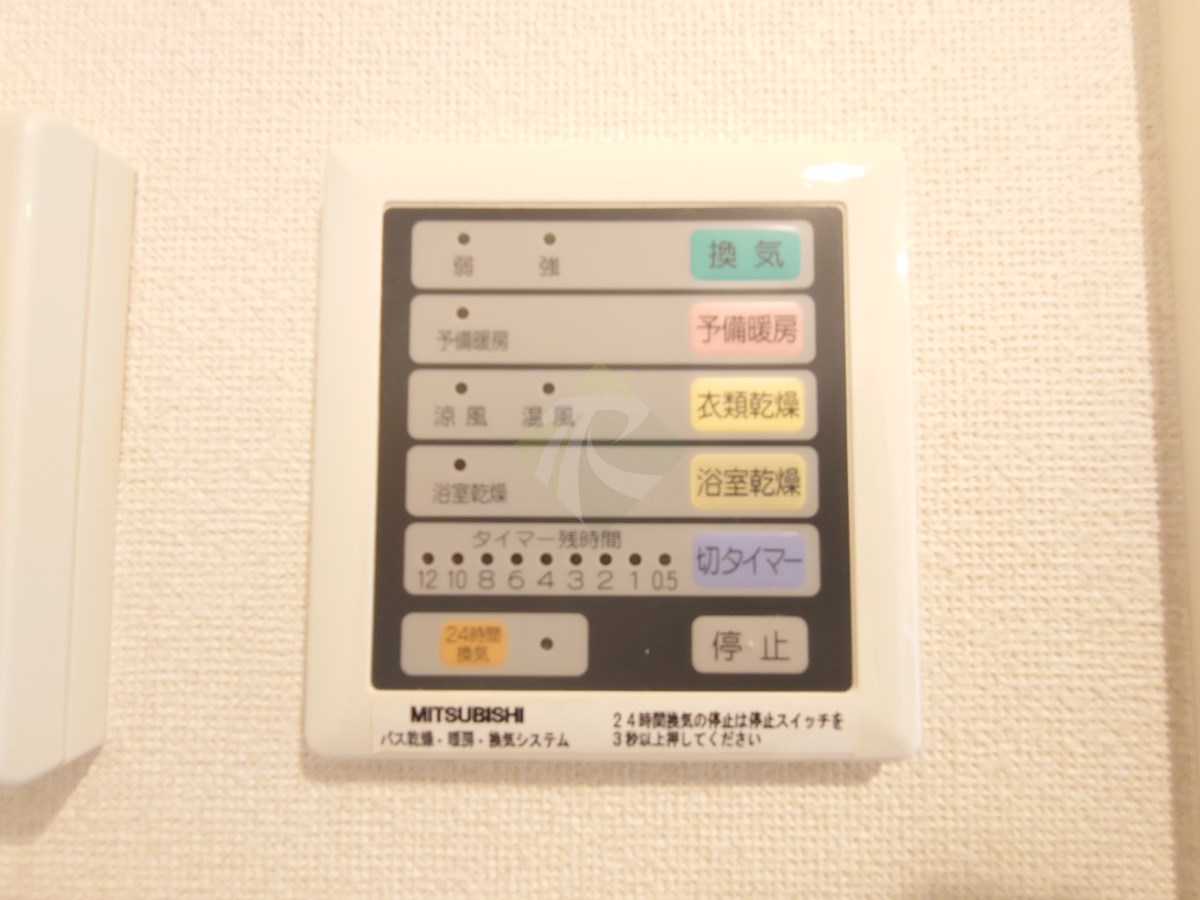 弱 強 換気
予備暖房 予備暖房
涼風 温風 衣類乾燥
浴室乾燥 浴室乾燥
タイマー残時間
12 10 8 6 4 3 2 1 0.5 切タイマー
24時間
換気
停止
MITSUBISHI
バス乾燥・暖房・換気システム
24時間換気の停止は停止スイッチを
3秒以上押してください